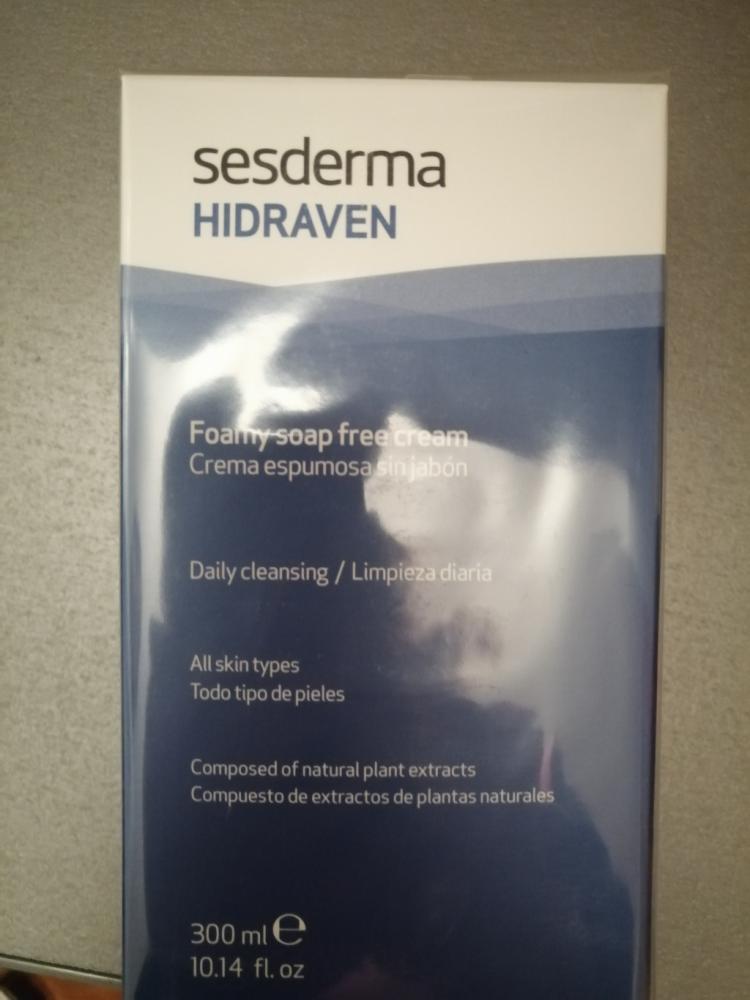 sesderma
HIDRAVEN
Foamy soap free cream
Crema espumosa sin jabón
Daily cleansing / Limpieza diaria
All skin types
Todo tipo de pieles
Composed of natural plant extracts
Compuesto de extractos de plantas naturales
300 ml ℮
10.14 fl. oz